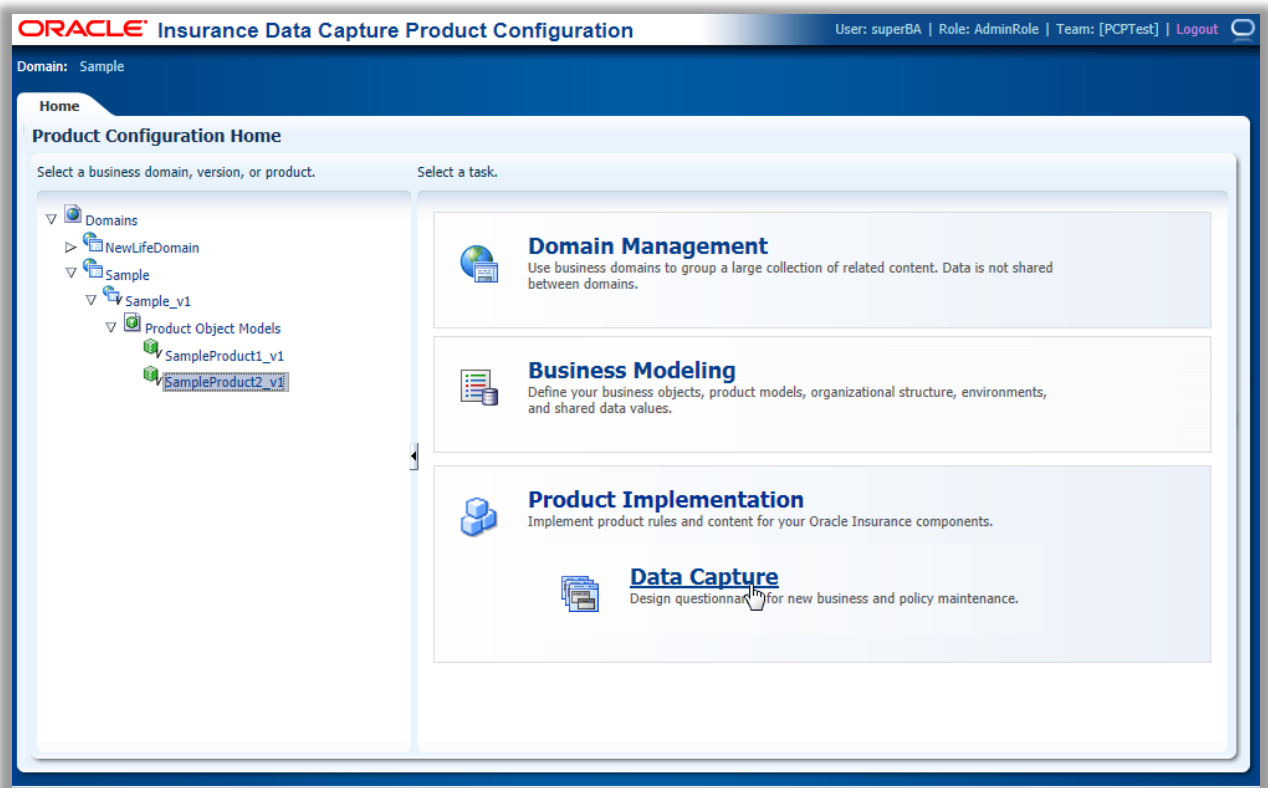 ORACLE Insurance Data Capture Product Configuration
User: superBA | Role: AdminRole | Team: [PCPTest] | Logout
Domain: Sample
Home
Product Configuration Home
Select a business domain, version, or product.
Select a task.
Domains
NewLifeDomain
Sample
Sample_v1
Product Object Models
SampleProduct1_v1
SampleProduct2_v1
Domain Management
Use business domains to group a large collection of related content. Data is not shared
between domains.
Business Modeling
Define your business objects, product models, organizational structure, environments,
and shared data values.
Product Implementation
Implement product rules and content for your Oracle Insurance components.
Data Capture
Design for new business and policy maintenance.